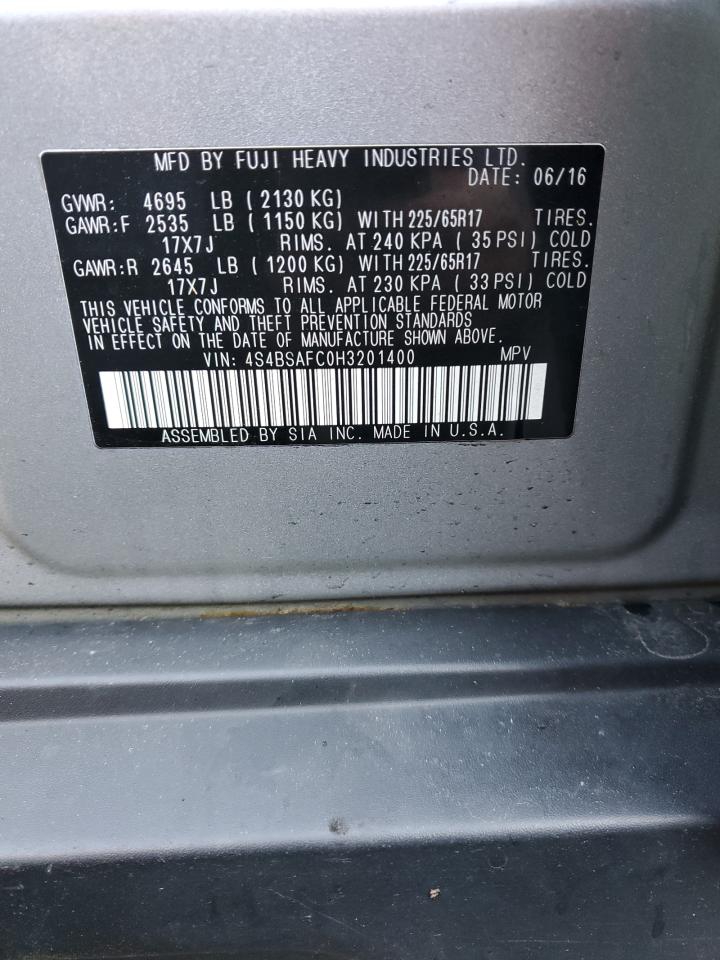 MFD BY FUJI HEAVY INDUSTRIES LTD.
DATE: 06/16
GVWR: 4695 LB ( 2130 KG)
GAWR:F 2535 LB ( 1150 KG) WITH 225/65R17 TIRES.
17X7J RIMS. AT 240 KPA ( 35 PSI) COLD
GAWR:R 2645 LB ( 1200 KG) WITH 225/65R17 TIRES.
17X7J RIMS. AT 230 KPA ( 33 PSI) COLD
THIS VEHICLE CONFORMS TO ALL APPLICABLE FEDERAL MOTOR
VEHICLE SAFETY AND THEFT PREVENTION STANDARDS
IN EFFECT ON THE DATE OF MANUFACTURE SHOWN ABOVE.
VIN: 4S4BSAFC0H3201400 MPV
ASSEMBLED BY SIA INC. MADE IN U.S.A.